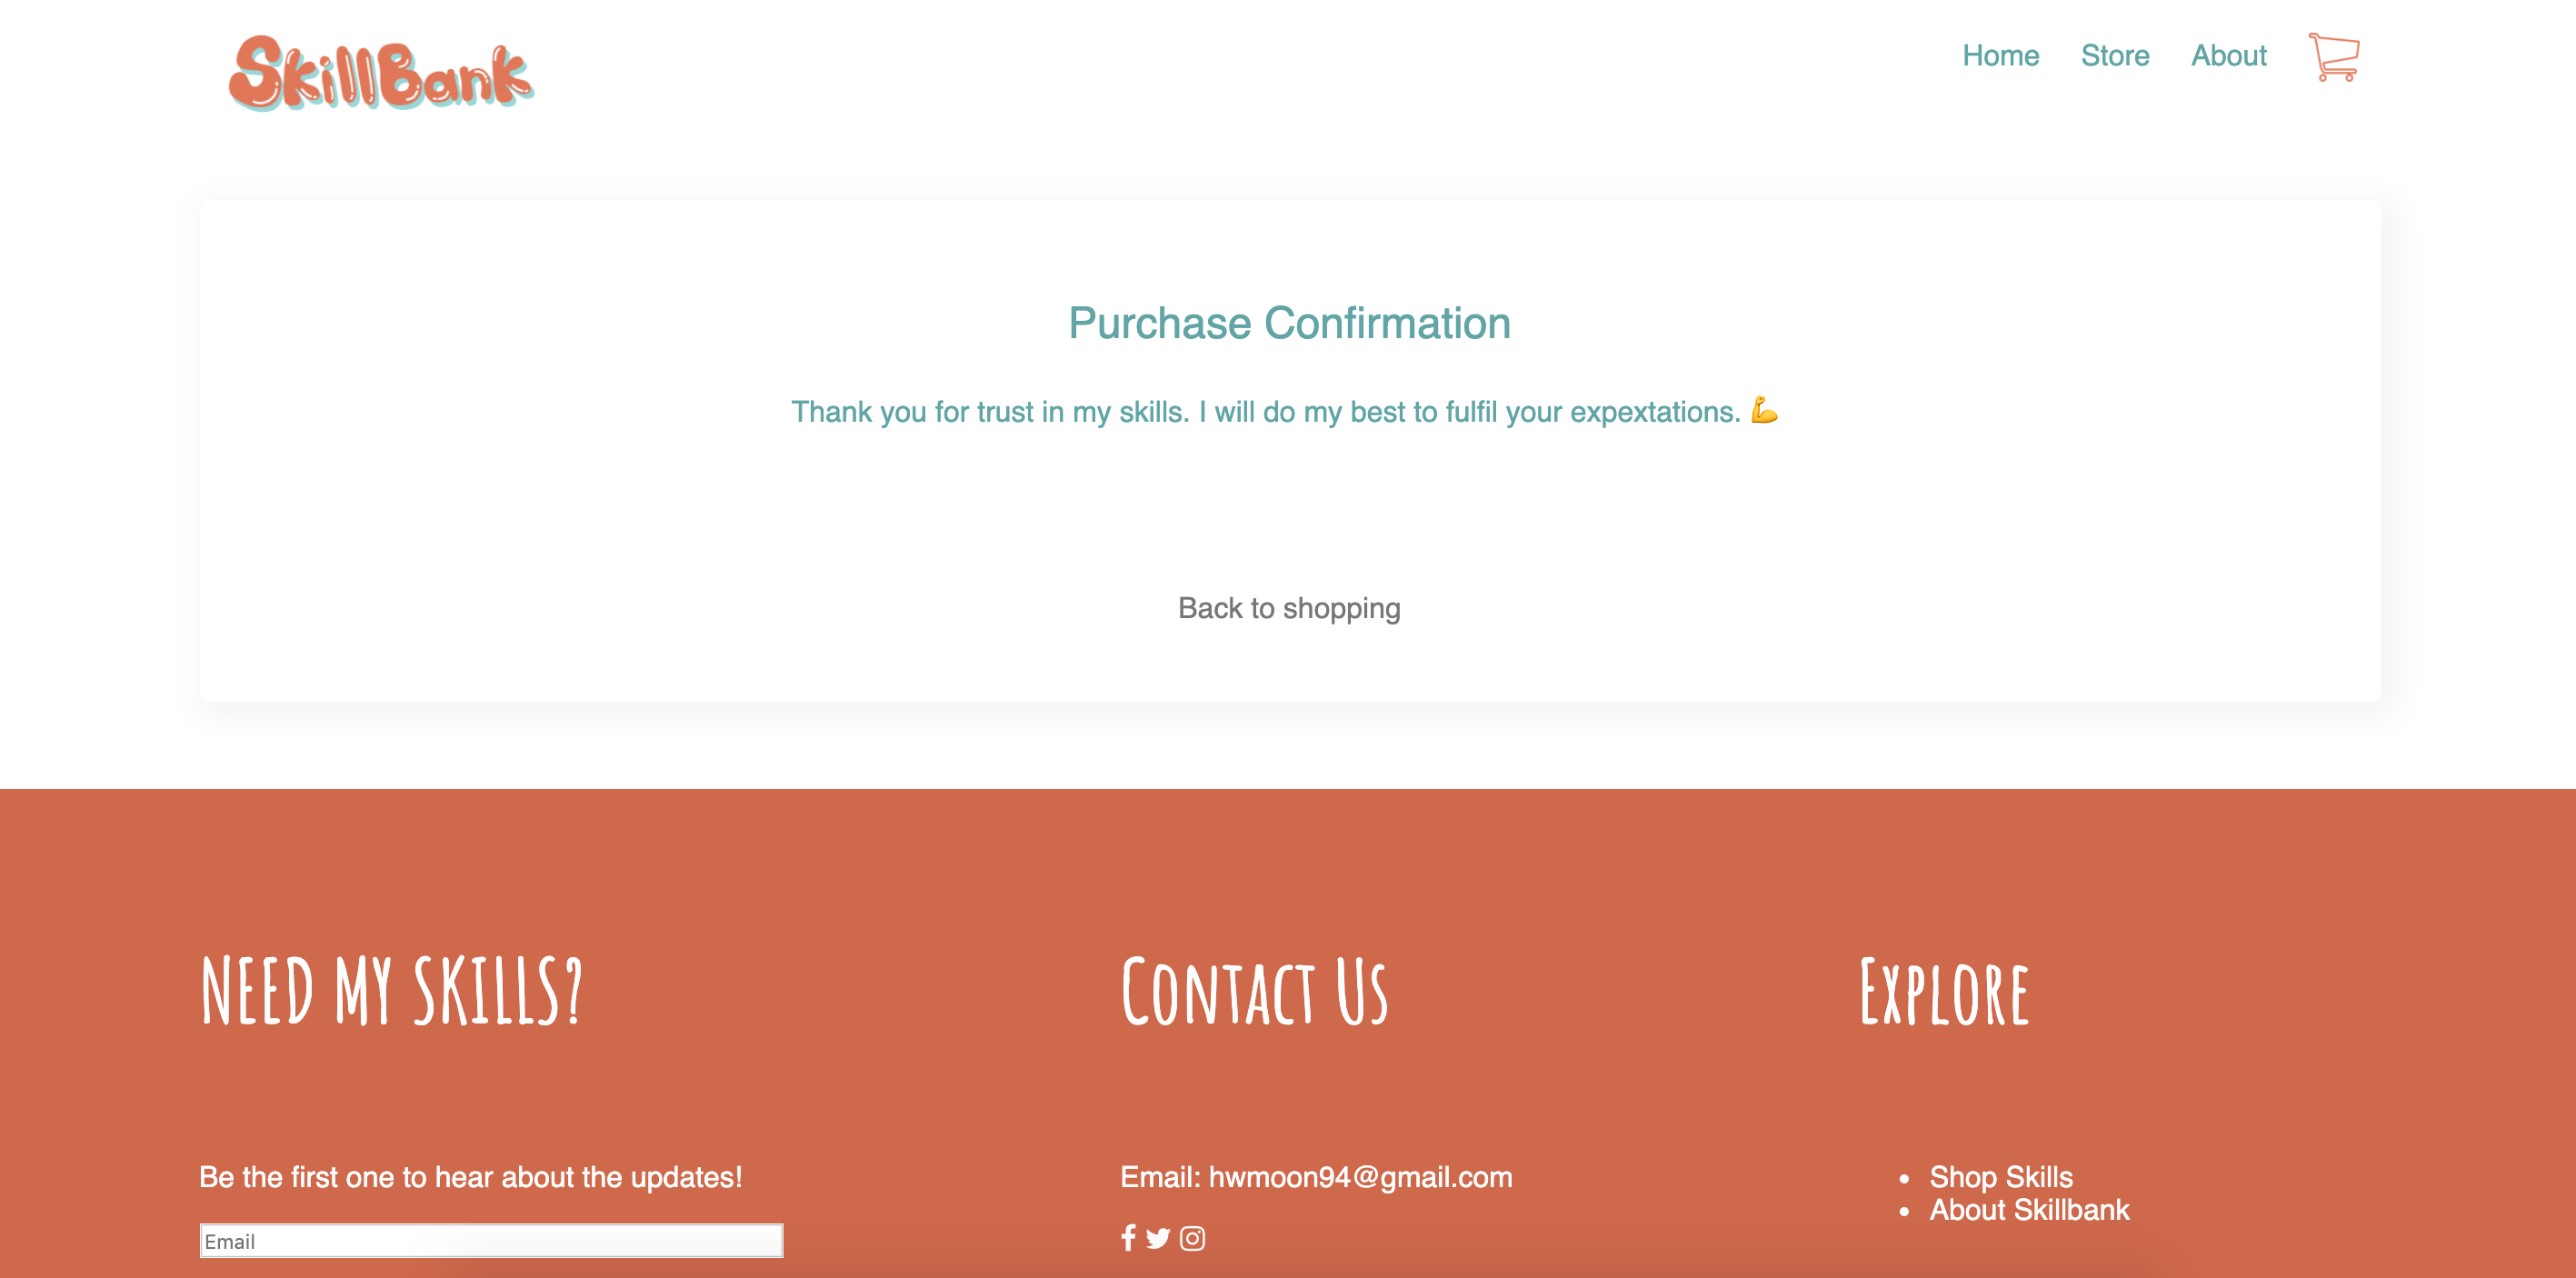 SkillBank
Home Store About
Purchase Confirmation
Thank you for trust in my skills. I will do my best to fulfil your expextations. 💪
Back to shopping
NEED MY SKILLS?
Be the first one to hear about the updates!
Email
Contact Us
Email: hwmoon94@gmail.com
Explore
• Shop Skills
• About Skillbank